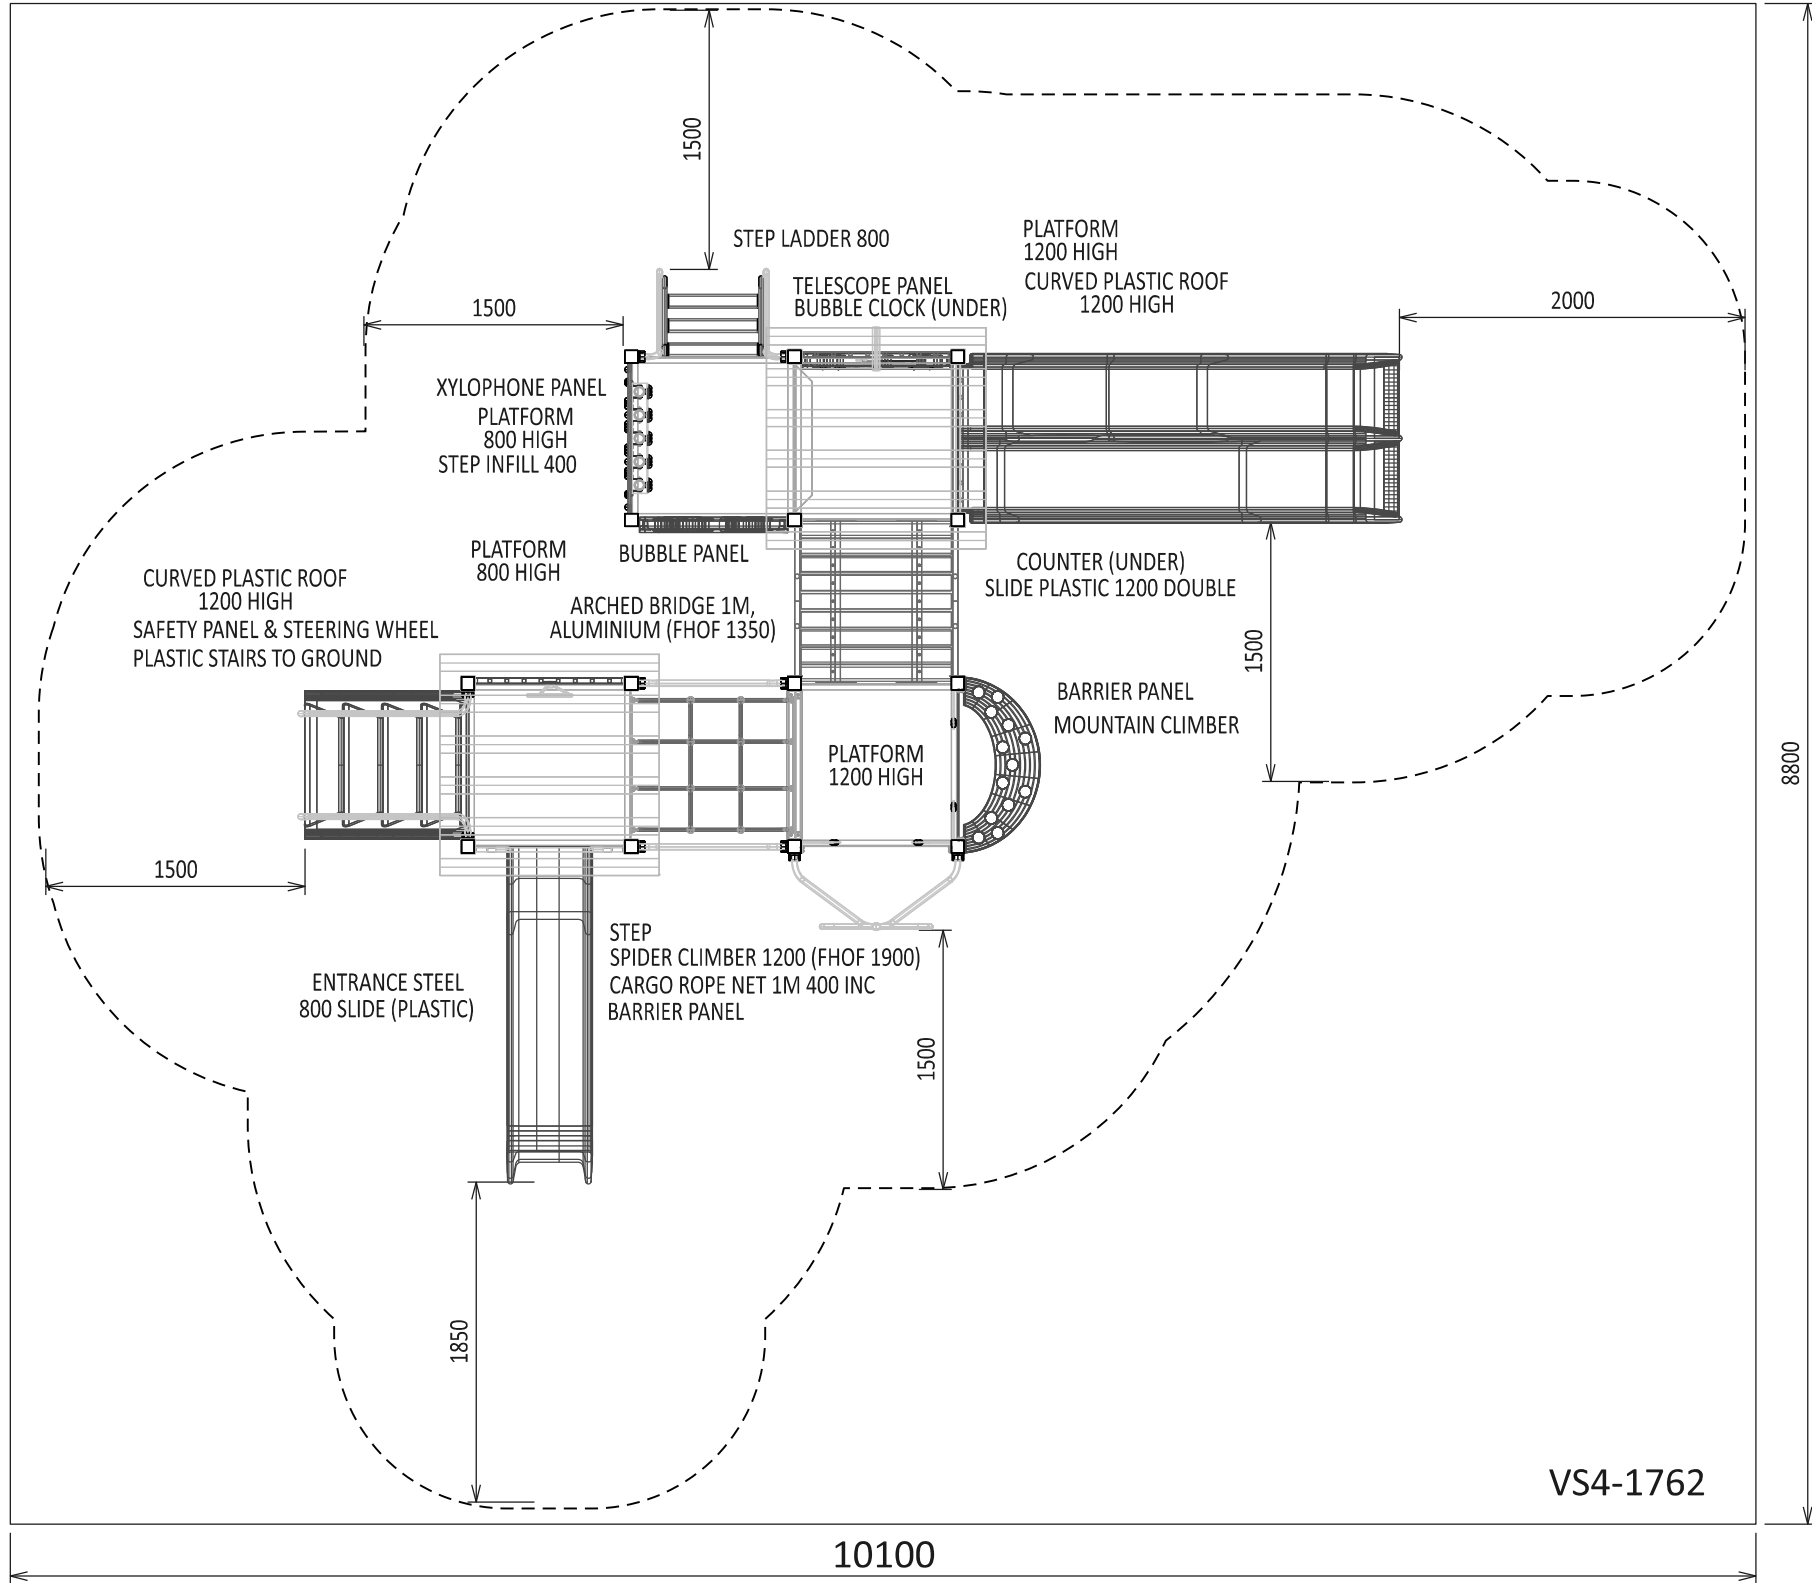 1500
STEP LADDER 800
PLATFORM
1200 HIGH
CURVED PLASTIC ROOF
1200 HIGH
TELESCOPE PANEL
BUBBLE CLOCK (UNDER)
1500
2000
XYLOPHONE PANEL
PLATFORM
800 HIGH
STEP INFILL 400
PLATFORM
800 HIGH
BUBBLE PANEL
COUNTER (UNDER)
SLIDE PLASTIC 1200 DOUBLE
CURVED PLASTIC ROOF
1200 HIGH
SAFETY PANEL & STEERING WHEEL
PLASTIC STAIRS TO GROUND
ARCHED BRIDGE 1M,
ALUMINIUM (FHOF 1350)
1500
BARRIER PANEL
MOUNTAIN CLIMBER
PLATFORM
1200 HIGH
8800
1500
STEP
SPIDER CLIMBER 1200 (FHOF 1900)
CARGO ROPE NET 1M 400 INC
BARRIER PANEL
ENTRANCE STEEL
800 SLIDE (PLASTIC)
1500
1850
VS4-1762
10100